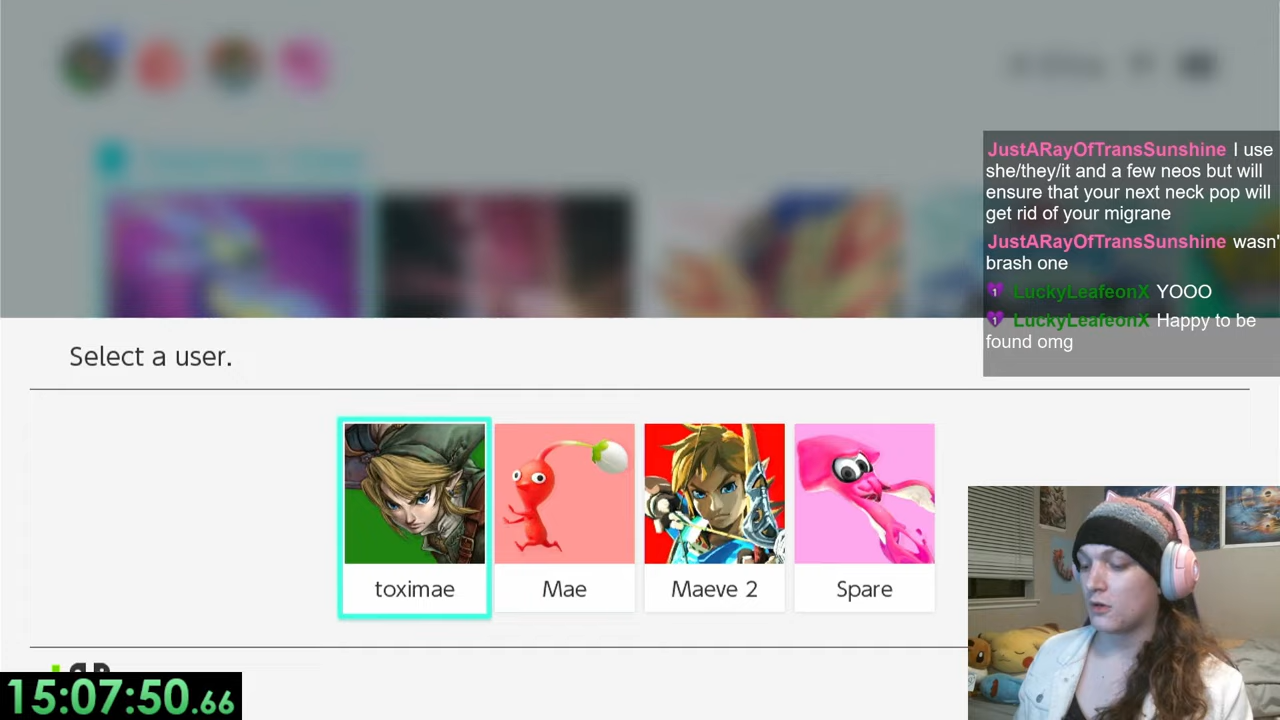 JustARayOfTransSunshine I use
she/they/it and a few neos but will
ensure that your next neck pop will
get rid of your migrane
JustARayOfTransSunshine wasn'
brash one
1 LuckyLeafeonX YOOO
1 LuckyLeafeonX Happy to be
found omg
Select a user.
toximae
Mae
Maeve 2
Spare
15:07:50.66